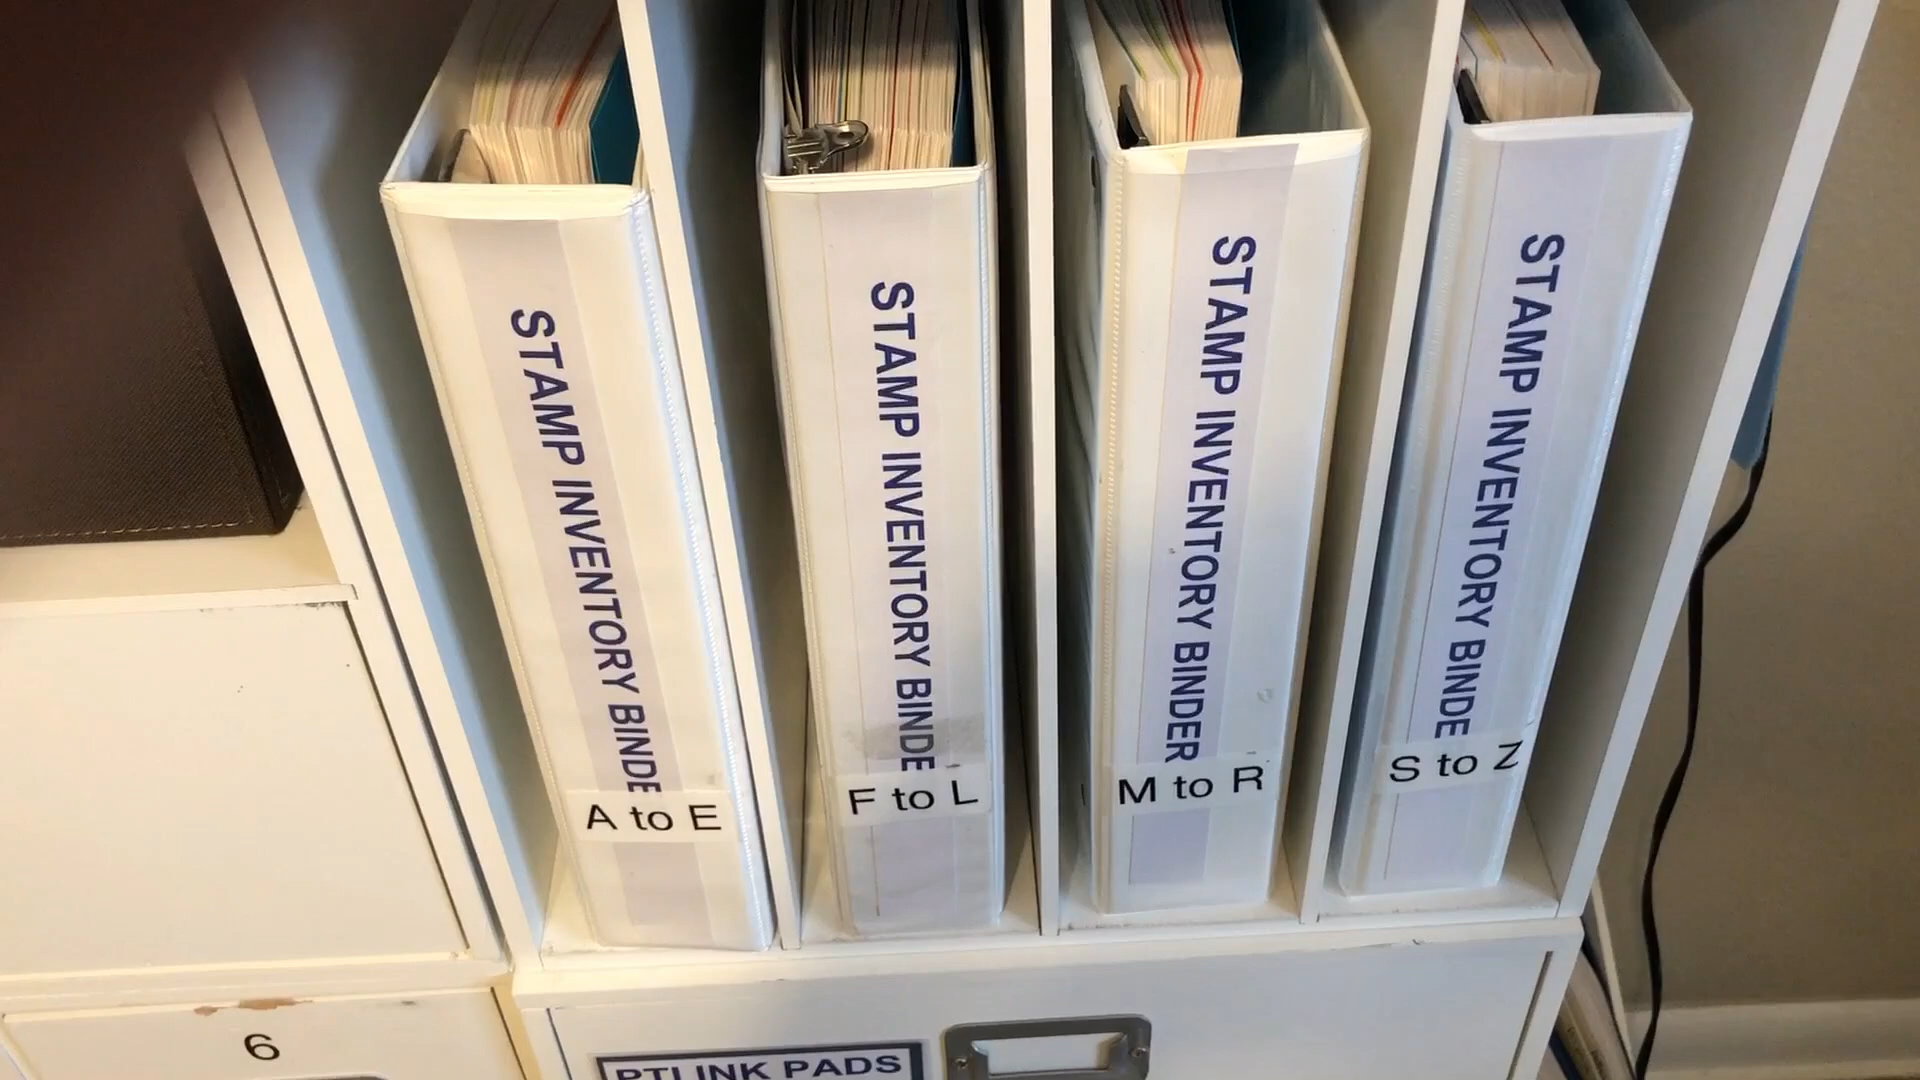 STAMP INVENTORY BINDE
A to E
STAMP INVENTORY BINDE
F to L
STAMP INVENTORY BINDER
M to R
STAMP INVENTORY BINDE
S to Z
6
PTI INK PADS